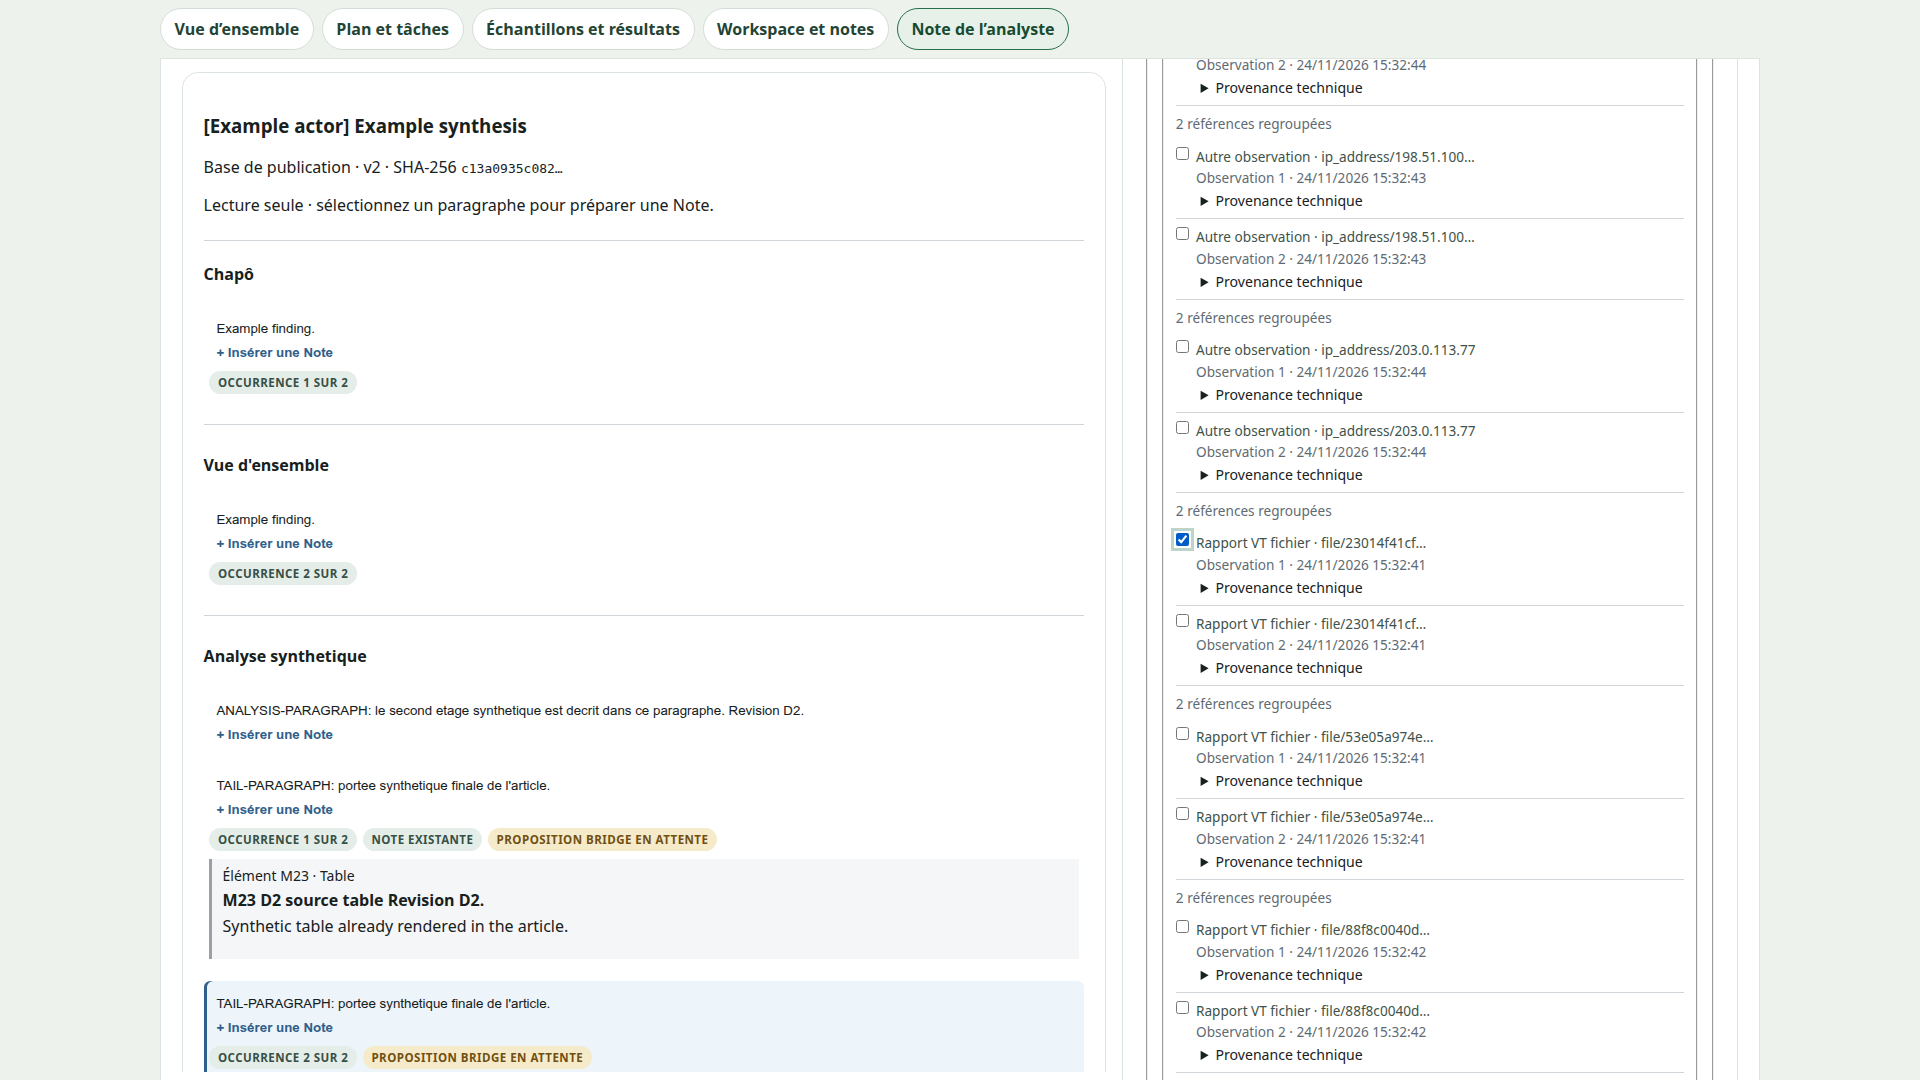 Vue d’ensemble
Plan et tâches
Échantillons et résultats
Workspace et notes
Note de l’analyste
[Example actor] Example synthesis
Base de publication · v2 · SHA-256 c13a0935c082…
Lecture seule · sélectionnez un paragraphe pour préparer une Note.
Chapô
Example finding.
+ Insérer une Note
OCCURRENCE 1 SUR 2
Vue d'ensemble
Example finding.
+ Insérer une Note
OCCURRENCE 2 SUR 2
Analyse synthetique
ANALYSIS-PARAGRAPH: le second etage synthetique est decrit dans ce paragraphe. Revision D2.
+ Insérer une Note
TAIL-PARAGRAPH: portee synthetique finale de l'article.
+ Insérer une Note
OCCURRENCE 1 SUR 2 NOTE EXISTANTE PROPOSITION BRIDGE EN ATTENTE
Élément M23 · Table
M23 D2 source table Revision D2.
Synthetic table already rendered in the article.
TAIL-PARAGRAPH: portee synthetique finale de l'article.
+ Insérer une Note
OCCURRENCE 2 SUR 2 PROPOSITION BRIDGE EN ATTENTE
Observation 2 · 24/11/2026 15:32:44
▶ Provenance technique
2 références regroupées
Autre observation · ip_address/198.51.100…
Observation 1 · 24/11/2026 15:32:43
▶ Provenance technique
Autre observation · ip_address/198.51.100…
Observation 2 · 24/11/2026 15:32:43
▶ Provenance technique
2 références regroupées
Autre observation · ip_address/203.0.113.77
Observation 1 · 24/11/2026 15:32:44
▶ Provenance technique
Autre observation · ip_address/203.0.113.77
Observation 2 · 24/11/2026 15:32:44
▶ Provenance technique
2 références regroupées
Rapport VT fichier · file/23014f41cf…
Observation 1 · 24/11/2026 15:32:41
▶ Provenance technique
Rapport VT fichier · file/23014f41cf…
Observation 2 · 24/11/2026 15:32:41
▶ Provenance technique
2 références regroupées
Rapport VT fichier · file/53e05a974e…
Observation 1 · 24/11/2026 15:32:41
▶ Provenance technique
Rapport VT fichier · file/53e05a974e…
Observation 2 · 24/11/2026 15:32:41
▶ Provenance technique
2 références regroupées
Rapport VT fichier · file/88f8c0040d…
Observation 1 · 24/11/2026 15:32:42
▶ Provenance technique
Rapport VT fichier · file/88f8c0040d…
Observation 2 · 24/11/2026 15:32:42
▶ Provenance technique